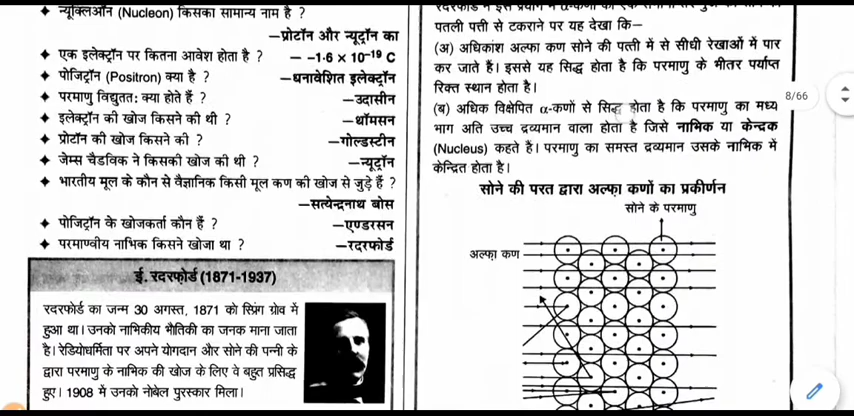 ✦ न्यूक्लिऑन (Nucleon) किसका सामान्य नाम है ?
—प्रोटॉन और न्यूट्रॉन का
✦ एक इलेक्ट्रॉन पर कितना आवेश होता है ? — –1·6 × 10⁻¹⁹ C
✦ पोजिट्रॉन (Positron) क्या है ? —धनावेशित इलेक्ट्रॉन
✦ परमाणु विद्युतत: क्या होते हैं ? —उदासीन
✦ इलेक्ट्रॉन की खोज किसने की थी ? —थॉमसन
✦ प्रोटॉन की खोज किसने की ? —गोल्डस्टीन
✦ जेम्स चैडविक ने किसकी खोज की थी ? —न्यूट्रॉन
✦ भारतीय मूल के कौन से वैज्ञानिक किसी मूल कण की खोज से जुड़े हैं ?
—सत्येन्द्रनाथ बोस
✦ पोजिट्रॉन के खोजकर्ता कौन हैं ? —एण्डरसन
✦ परमाण्वीय नाभिक किसने खोजा था ? —रदरफोर्ड
ई. रदरफोर्ड (1871-1937)
रदरफोर्ड का जन्म 30 अगस्त, 1871 को स्प्रिंग ग्रोव में
हुआ था। उनको नाभिकीय भौतिकी का जनक माना जाता
है। रेडियोधर्मिता पर अपने योगदान और सोने की पन्नी के
द्वारा परमाणु के नाभिक की खोज के लिए वे बहुत प्रसिद्ध
हुए। 1908 में उनको नोबेल पुरस्कार मिला।
पतली पत्ती से टकराने पर यह देखा कि—
(अ) अधिकांश अल्फा कण सोने की पत्ती में से सीधी रेखाओं में पार
कर जाते हैं। इससे यह सिद्ध होता है कि परमाणु के भीतर पर्याप्त
रिक्त स्थान होता है।
(ब) अधिक विक्षेपित α-कणों से सिद्ध होता है कि परमाणु का मध्य
भाग अति उच्च द्रव्यमान वाला होता है जिसे नाभिक या केन्द्रक
(Nucleus) कहते है। परमाणु का समस्त द्रव्यमान उसके नाभिक में
केन्द्रित होता है।
सोने की परत द्वारा अल्फ़ा कणों का प्रकीर्णन
सोने के परमाणु
अल्फ़ा कण
8/66